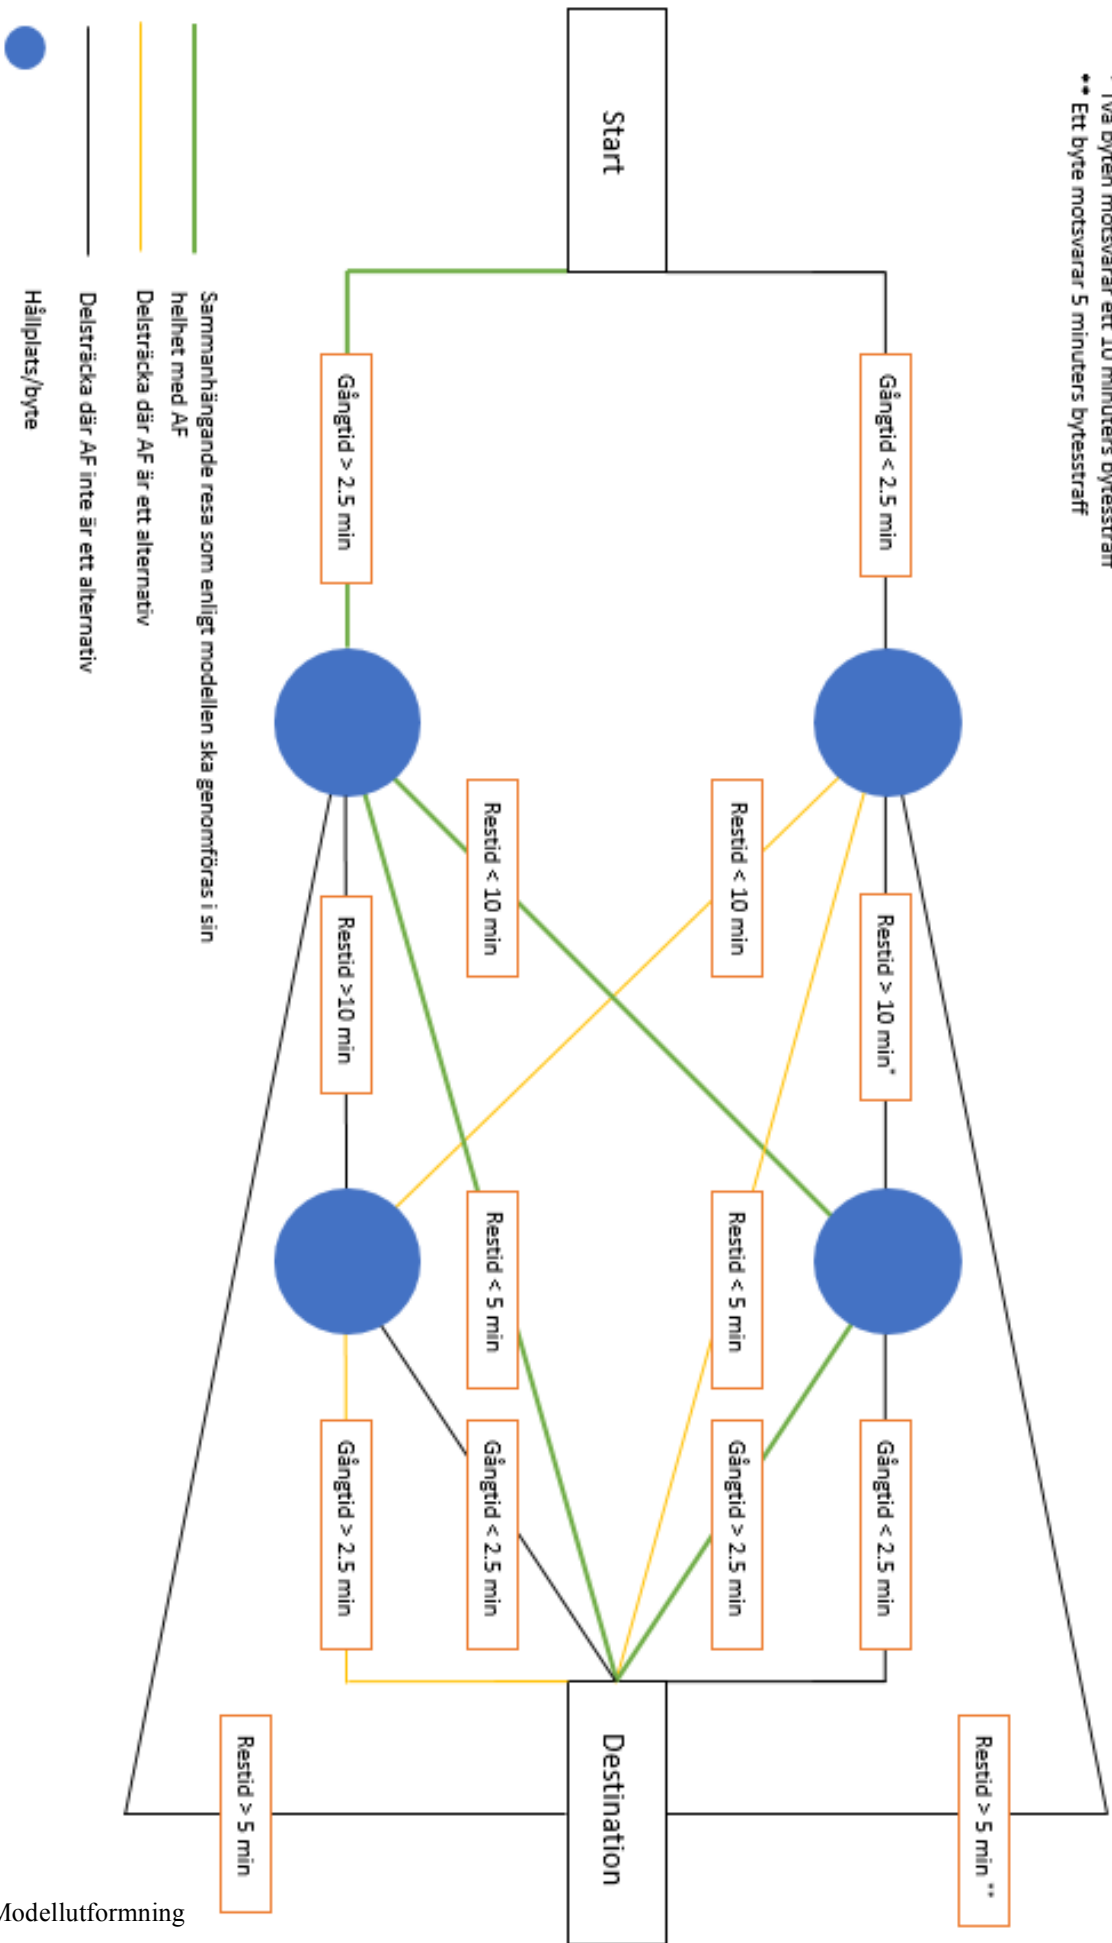 * Två byten motsvarar ett 10 minuters bytesstraff
** Ett byte motsvarar 5 minuters bytesstraff
Start
Gångtid < 2.5 min
Gångtid > 2.5 min
Restid > 10 min*
Restid < 10 min
Restid < 10 min
Restid >10 min
Restid < 5 min
Restid < 5 min
Gångtid < 2.5 min
Gångtid > 2.5 min
Gångtid < 2.5 min
Gångtid > 2.5 min
Restid > 5 min **
Destination
Restid > 5 min
Sammanhängande resa som enligt modellen ska genomföras i sin
helhet med AF
Delsträcka där AF är ett alternativ
Delsträcka där AF inte är ett alternativ
Hållplats/byte
Modellutformning